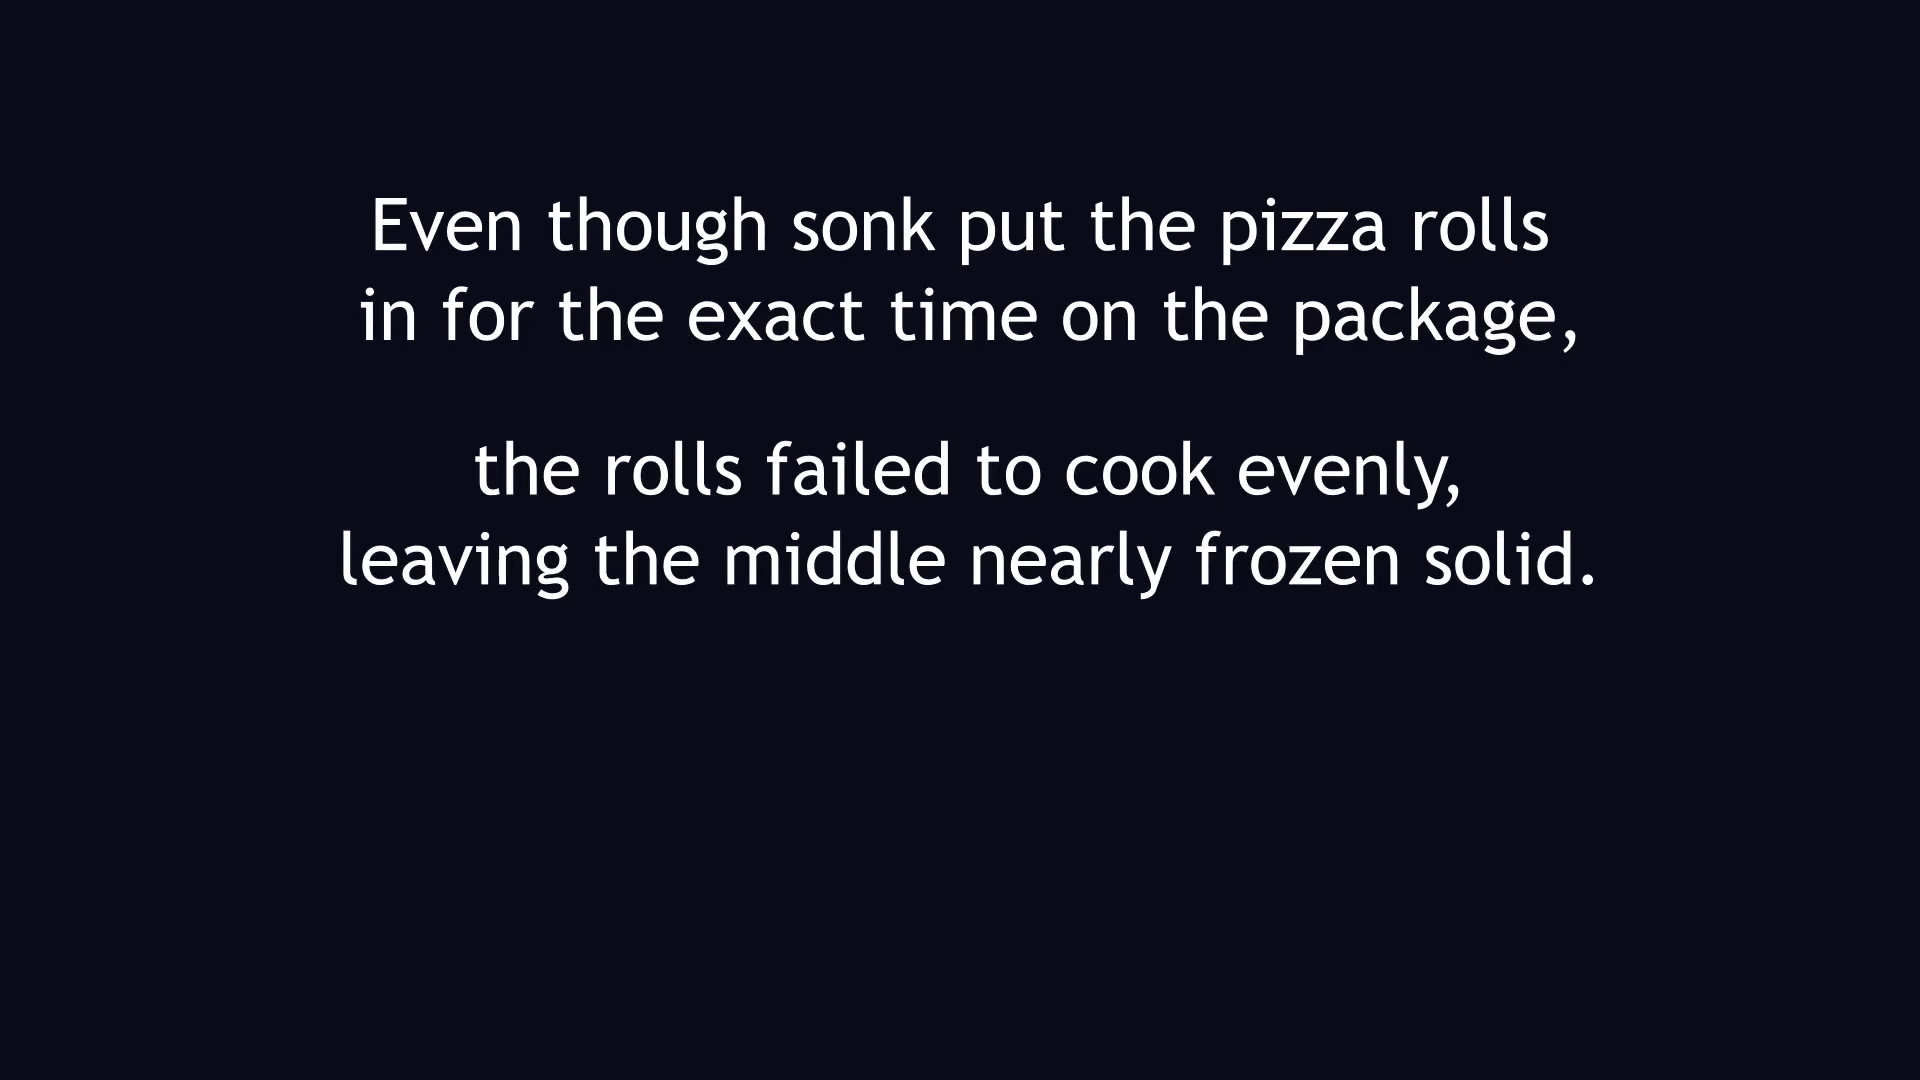 Even though sonk put the pizza rolls
in for the exact time on the package,
the rolls failed to cook evenly,
leaving the middle nearly frozen solid.